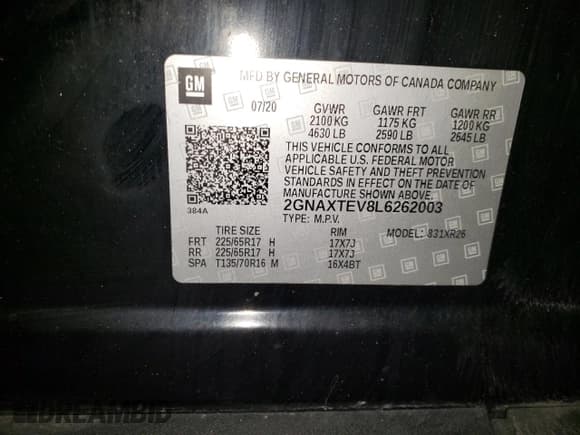 GM
MFD BY GENERAL MOTORS OF CANADA COMPANY
07/20 GVWR GAWR FRT GAWR RR
2100 KG 1175 KG 1200 KG
4630 LB 2590 LB 2645 LB
THIS VEHICLE CONFORMS TO ALL
APPLICABLE U.S. FEDERAL MOTOR
VEHICLE SAFETY AND THEFT PREVENTION
STANDARDS IN EFFECT ON THE DATE OF
MANUFACTURE SHOWN ABOVE.
2GNAXTEV8L6262003
384A
TYPE: M.P.V. MODEL: 831XR26
TIRE SIZE RIM
FRT 225/65R17 H 17X7J
RR 225/65R17 H 17X7J
SPA T135/70R16 M 16X4BT
DREAMBID